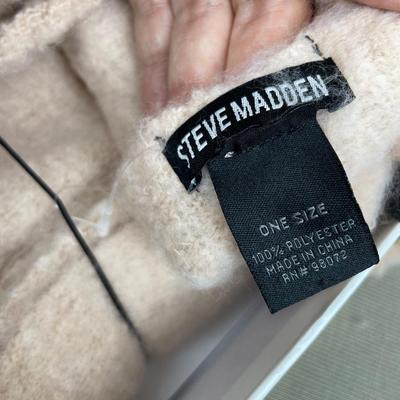 STEVE MADDEN
ONE SIZE
100% POLYESTER
MADE IN CHINA
RN# 98072